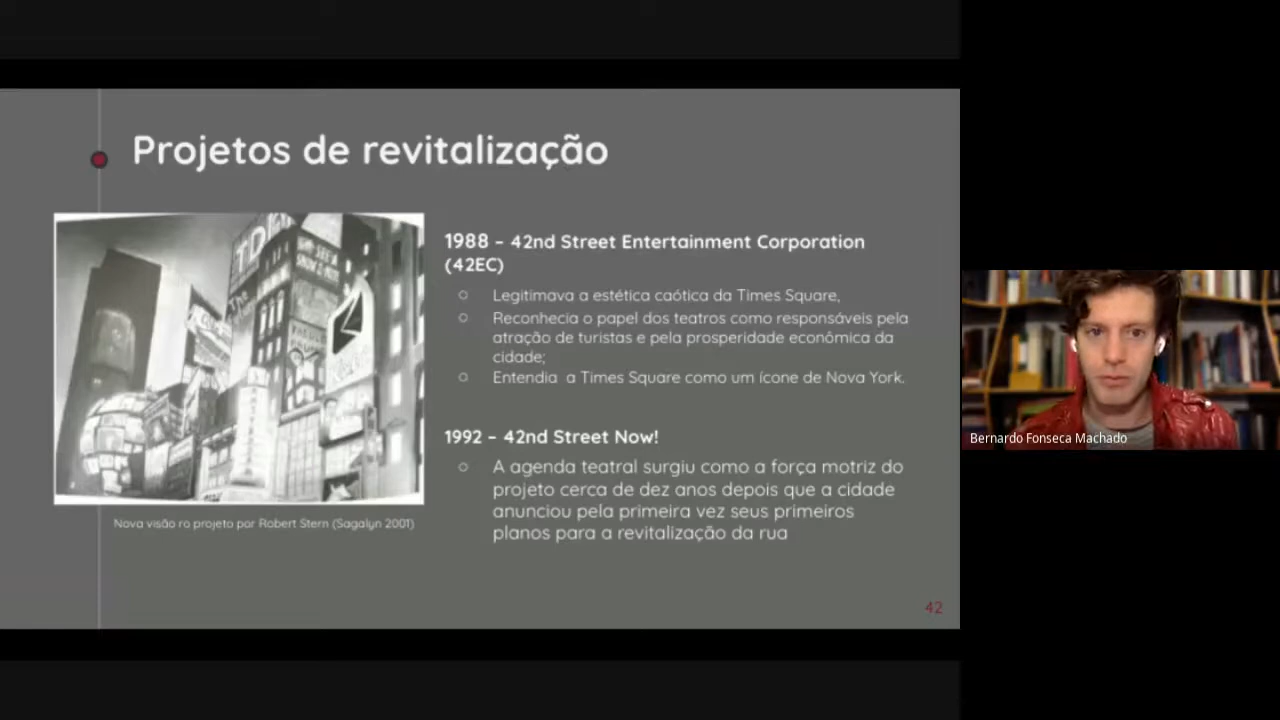 Projetos de revitalização
1988 – 42nd Street Entertainment Corporation
(42EC)
Legitimava a estética caótica da Times Square,
Reconhecia o papel dos teatros como responsáveis pela
atração de turistas e pela prosperidade econômica da
cidade;
Entendia a Times Square como um ícone de Nova York.
1992 – 42nd Street Now!
A agenda teatral surgiu como a força motriz do
projeto cerca de dez anos depois que a cidade
anunciou pela primeira vez seus primeiros
planos para a revitalização da rua
Nova visão ro projeto por Robert Stern (Sagalyn 2001)
42
Bernardo Fonseca Machado